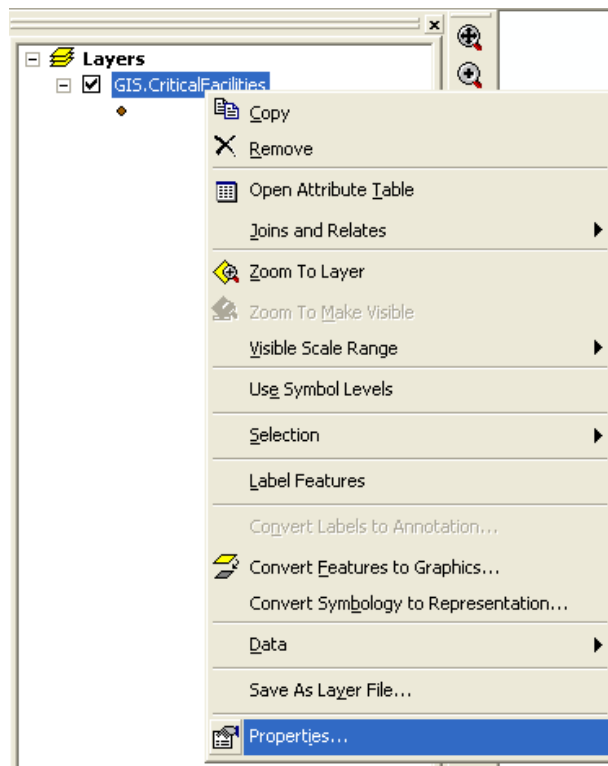 Layers
GIS.CriticalFacilities
Copy
Remove
Open Attribute Table
Joins and Relates
Zoom To Layer
Zoom To Make Visible
Visible Scale Range
Use Symbol Levels
Selection
Label Features
Convert Labels to Annotation...
Convert Features to Graphics...
Convert Symbology to Representation...
Data
Save As Layer File...
Properties...